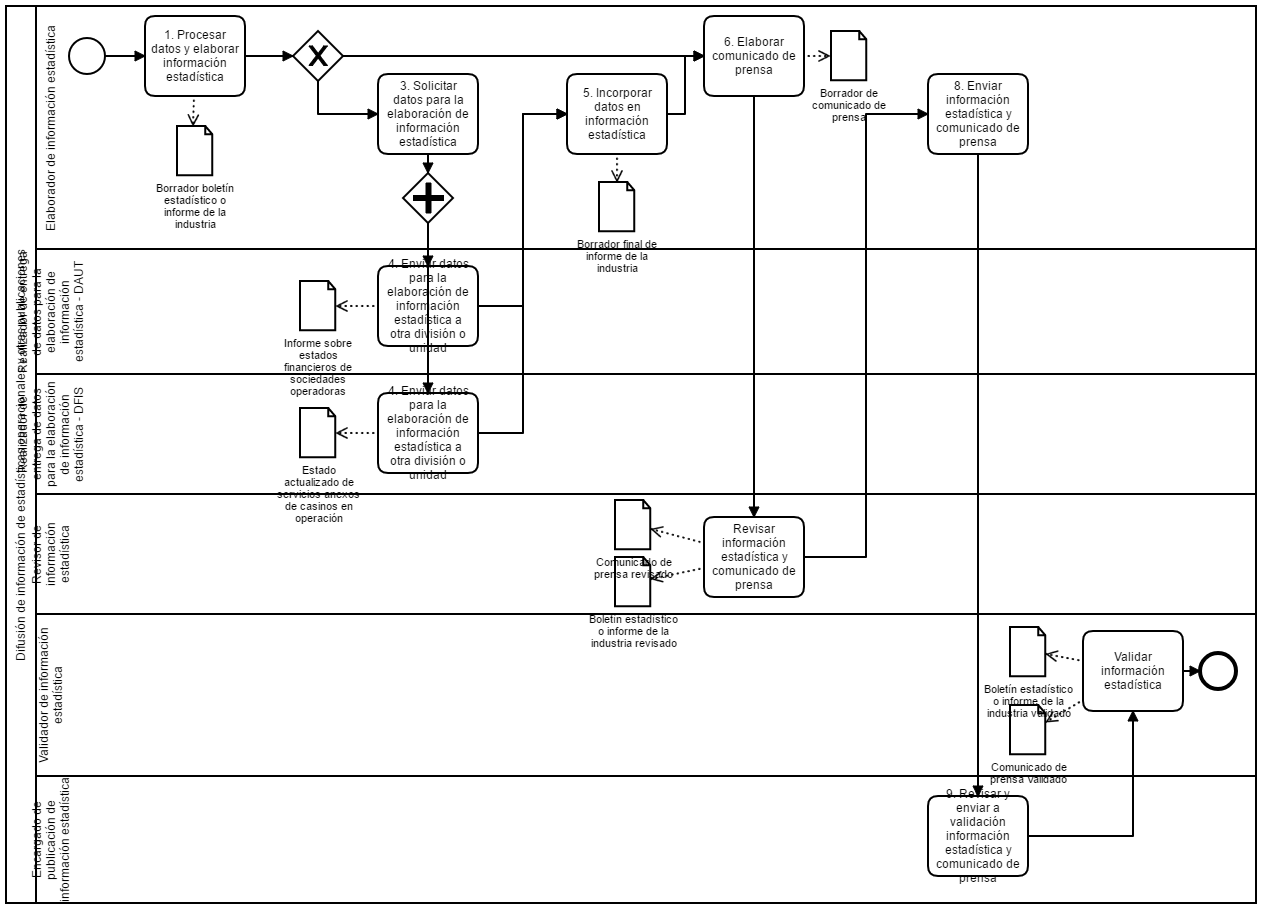 Difusión de información de estadísticas operacionales y otras publicaciones
Elaborador de información estadística
1. Procesar
datos y elaborar
información
estadística
Borrador boletín
estadístico o
informe de la
industria
3. Solicitar
datos para la
elaboración de
información
estadística
5. Incorporar
datos en
información
estadística
Borrador final de
informe de la
industria
6. Elaborar
comunicado de
prensa
Borrador de
comunicado de
prensa
8. Enviar
información
estadística y
comunicado de
prensa
Realizador de entrega
de datos para la
elaboración de
información
estadística - DAUT
4. Enviar datos
para la
elaboración de
información
estadística a
otra división o
unidad
Informe sobre
estados
financieros de
sociedades
operadoras
Realizador de
entrega de datos
para la elaboración
de información
estadística - DFIS
4. Enviar datos
para la
elaboración de
información
estadística a
otra división o
unidad
Estado
actualizado de
servicios anexos
de casinos en
operación
Revisor de
información
estadística
Comunicado de
prensa revisado
Boletín estadístico
o informe de la
industria revisado
Revisar
información
estadística y
comunicado de
prensa
Validador de información
estadística
Boletín estadístico
o informe de la
industria validado
Comunicado de
prensa validado
Validar
información
estadística
Encargado de
publicación de
información estadística
9. Revisar y
enviar a
validación
información
estadística y
comunicado de
prensa